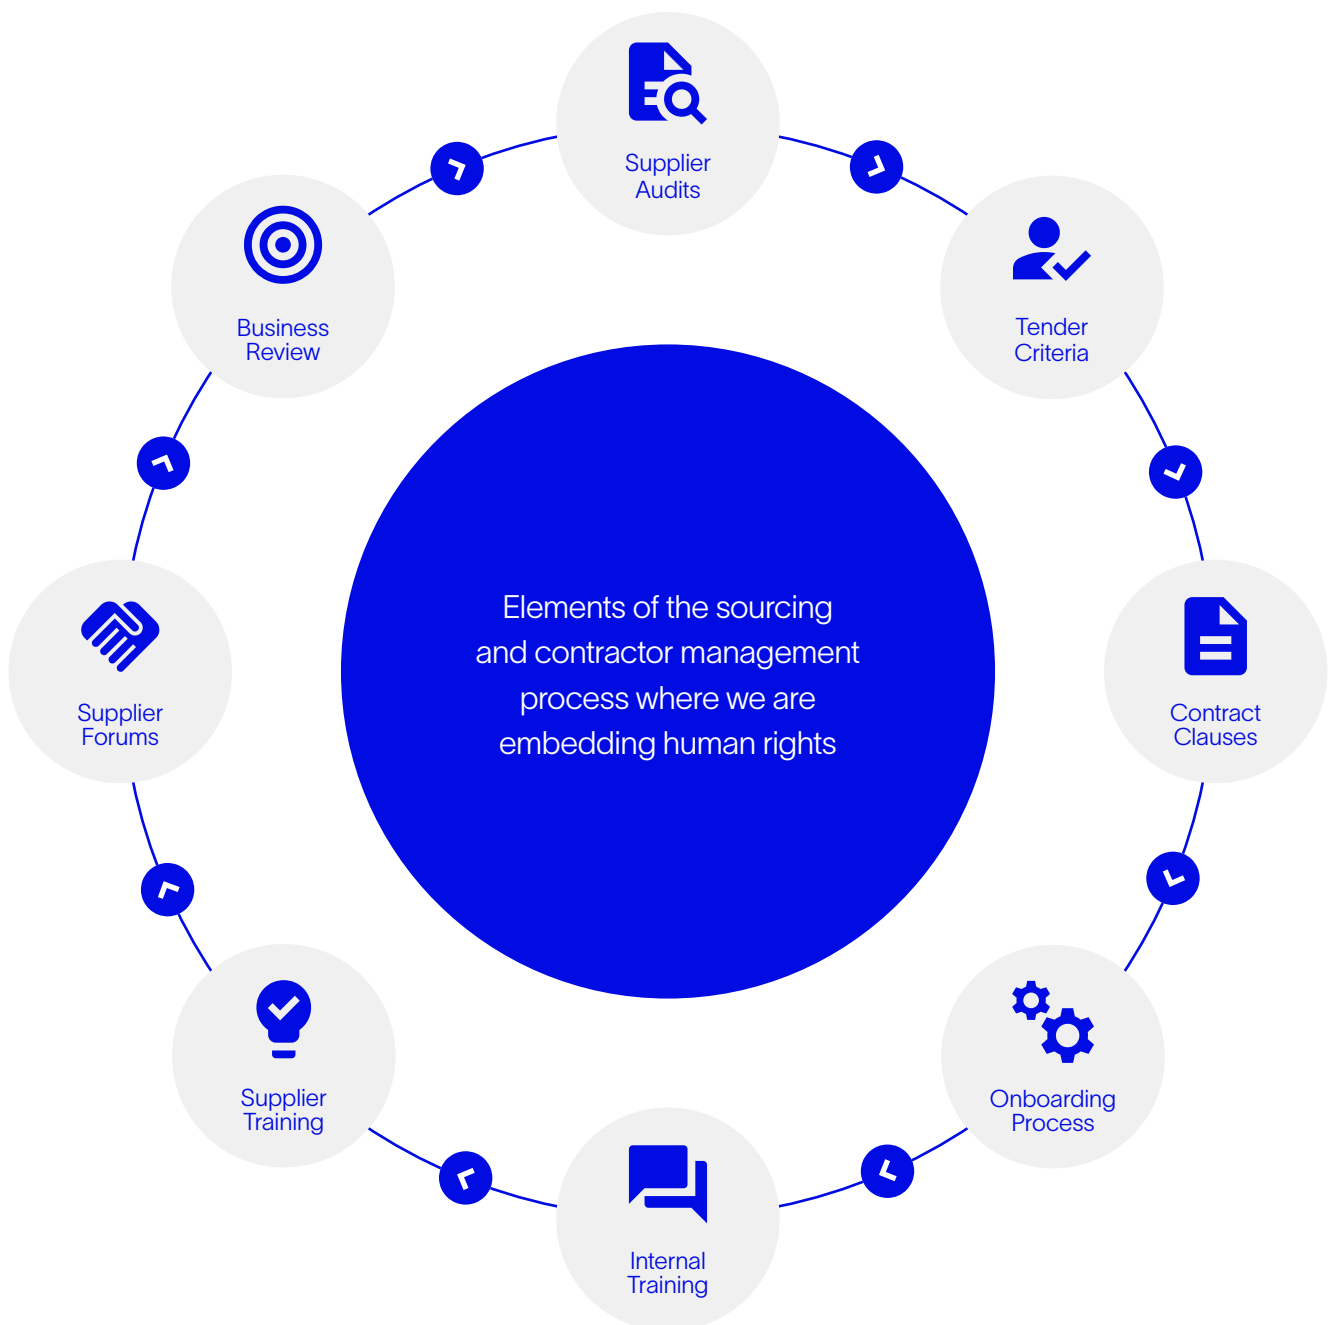 Supplier
Audits
Tender
Criteria
Contract
Clauses
Onboarding
Process
Internal
Training
Supplier
Training
Supplier
Forums
Business
Review
Elements of the sourcing
and contractor management
process where we are
embedding human rights